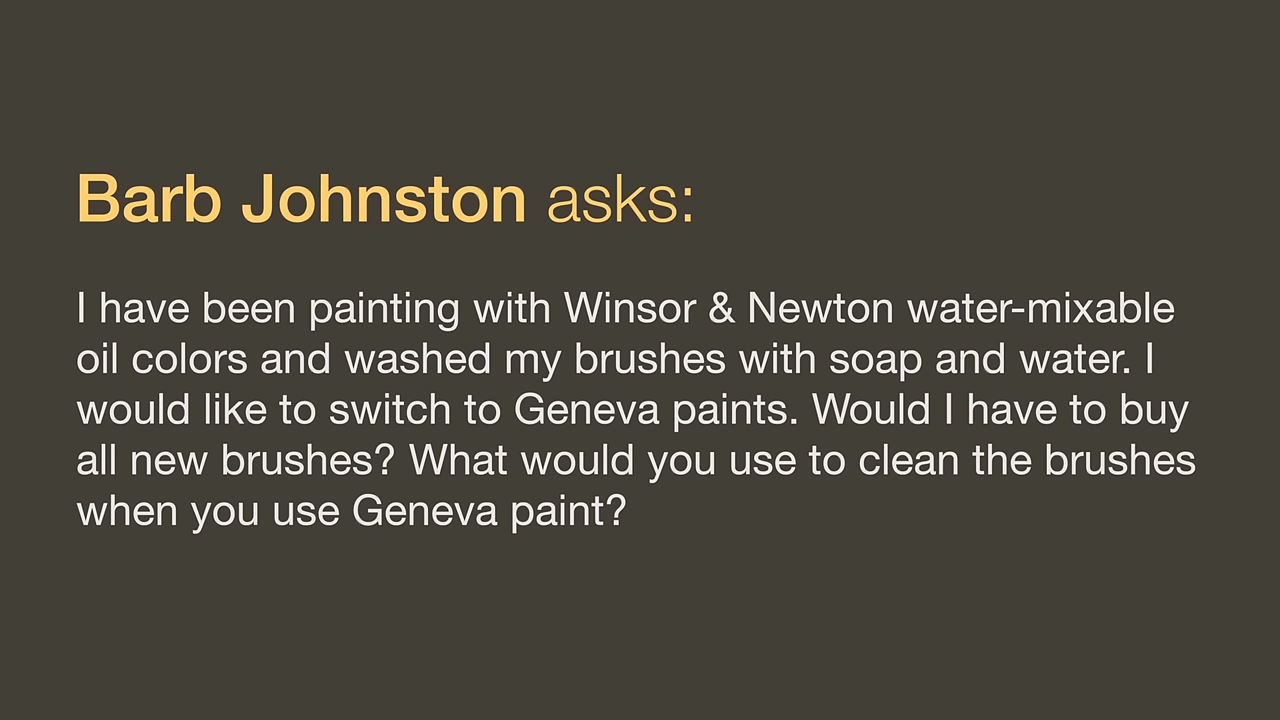 Barb Johnston asks:
I have been painting with Winsor & Newton water-mixable
oil colors and washed my brushes with soap and water. I
would like to switch to Geneva paints. Would I have to buy
all new brushes? What would you use to clean the brushes
when you use Geneva paint?